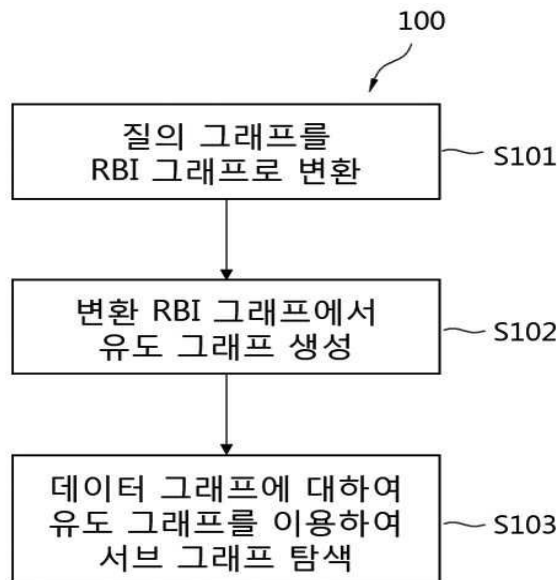 100
질의 그래프를
RBI 그래프로 변환
S101
변환 RBI 그래프에서
유도 그래프 생성
S102
데이터 그래프에 대하여
유도 그래프를 이용하여
서브 그래프 탐색
S103